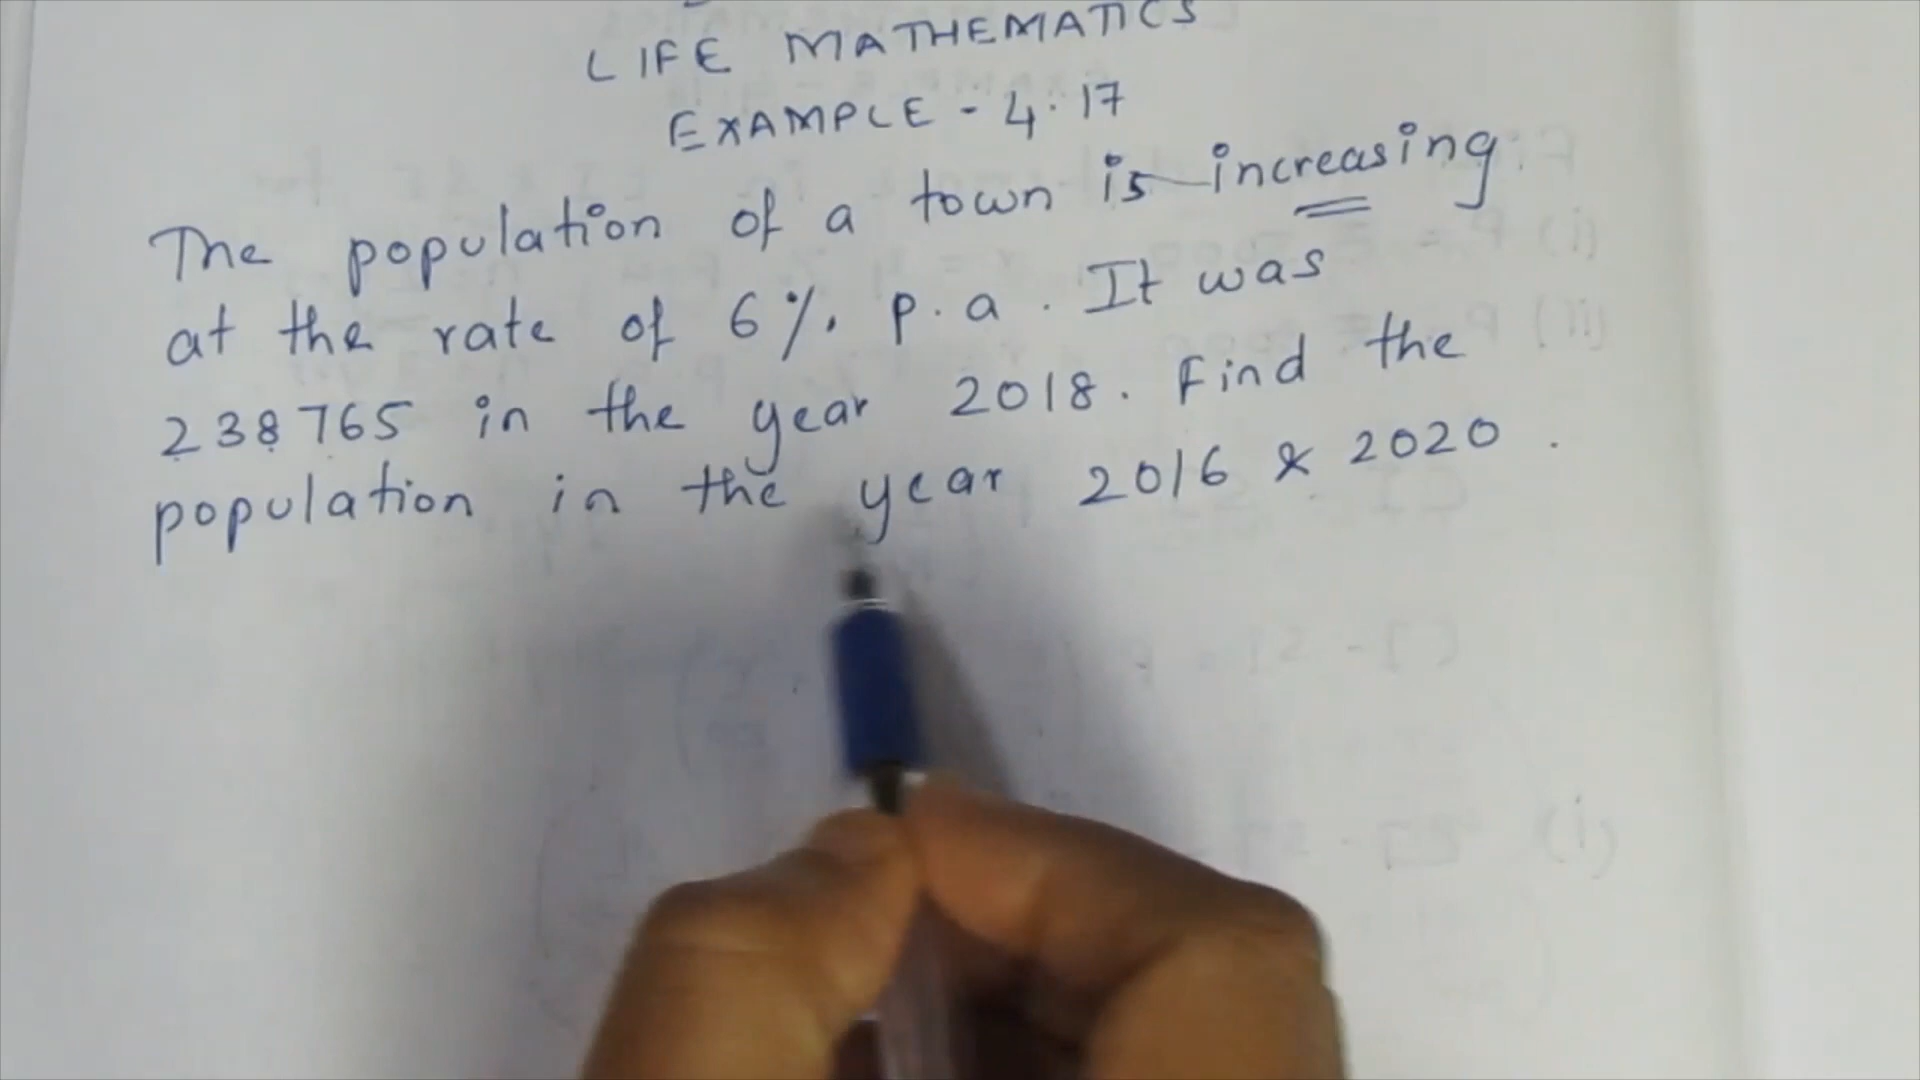 LIFE MATHEMATICS
EXAMPLE - 4.17
The population of a town is increasing
at the rate of 6% p.a. It was
238765 in the year 2018. Find the
population in the year 2016 & 2020.